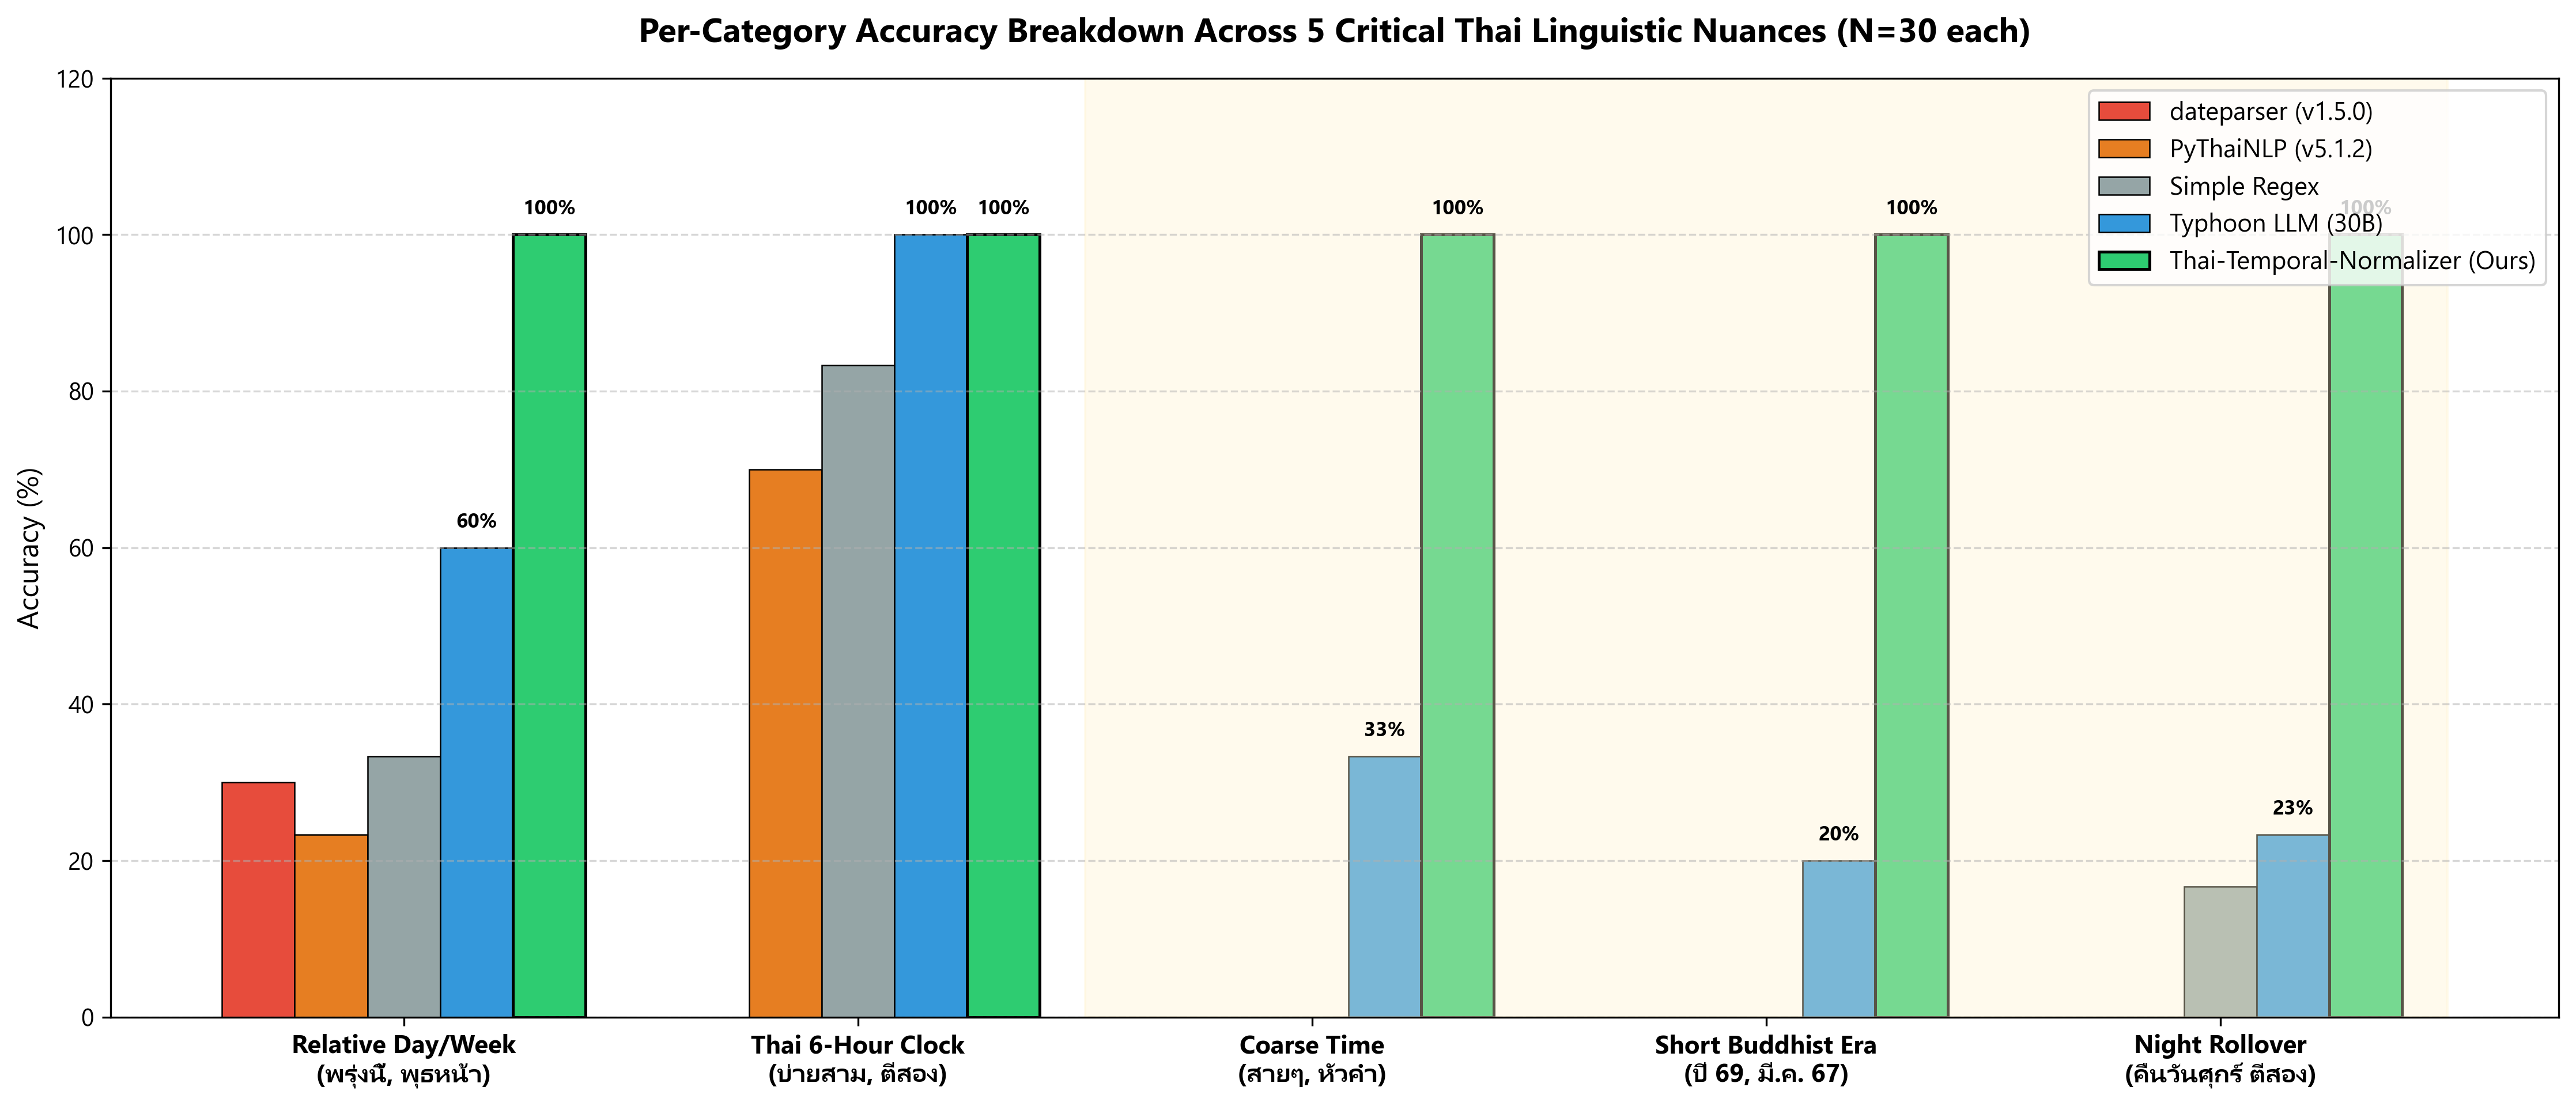 Per-Category Accuracy Breakdown Across 5 Critical Thai Linguistic Nuances (N=30 each)
Accuracy (%)
120
100
80
60
40
20
0
dateparser (v1.5.0)
PyThaiNLP (v5.1.2)
Simple Regex
Typhoon LLM (30B)
Thai-Temporal-Normalizer (Ours)
60%
100%
100%
100%
33%
100%
20%
100%
23%
100%
Relative Day/Week
(พรุ่งนี้, พุธหน้า)
Thai 6-Hour Clock
(บ่ายสาม, ตีสอง)
Coarse Time
(สายๆ, หัวค่ำ)
Short Buddhist Era
(ปี 69, มี.ค. 67)
Night Rollover
(คืนวันศุกร์ ตีสอง)